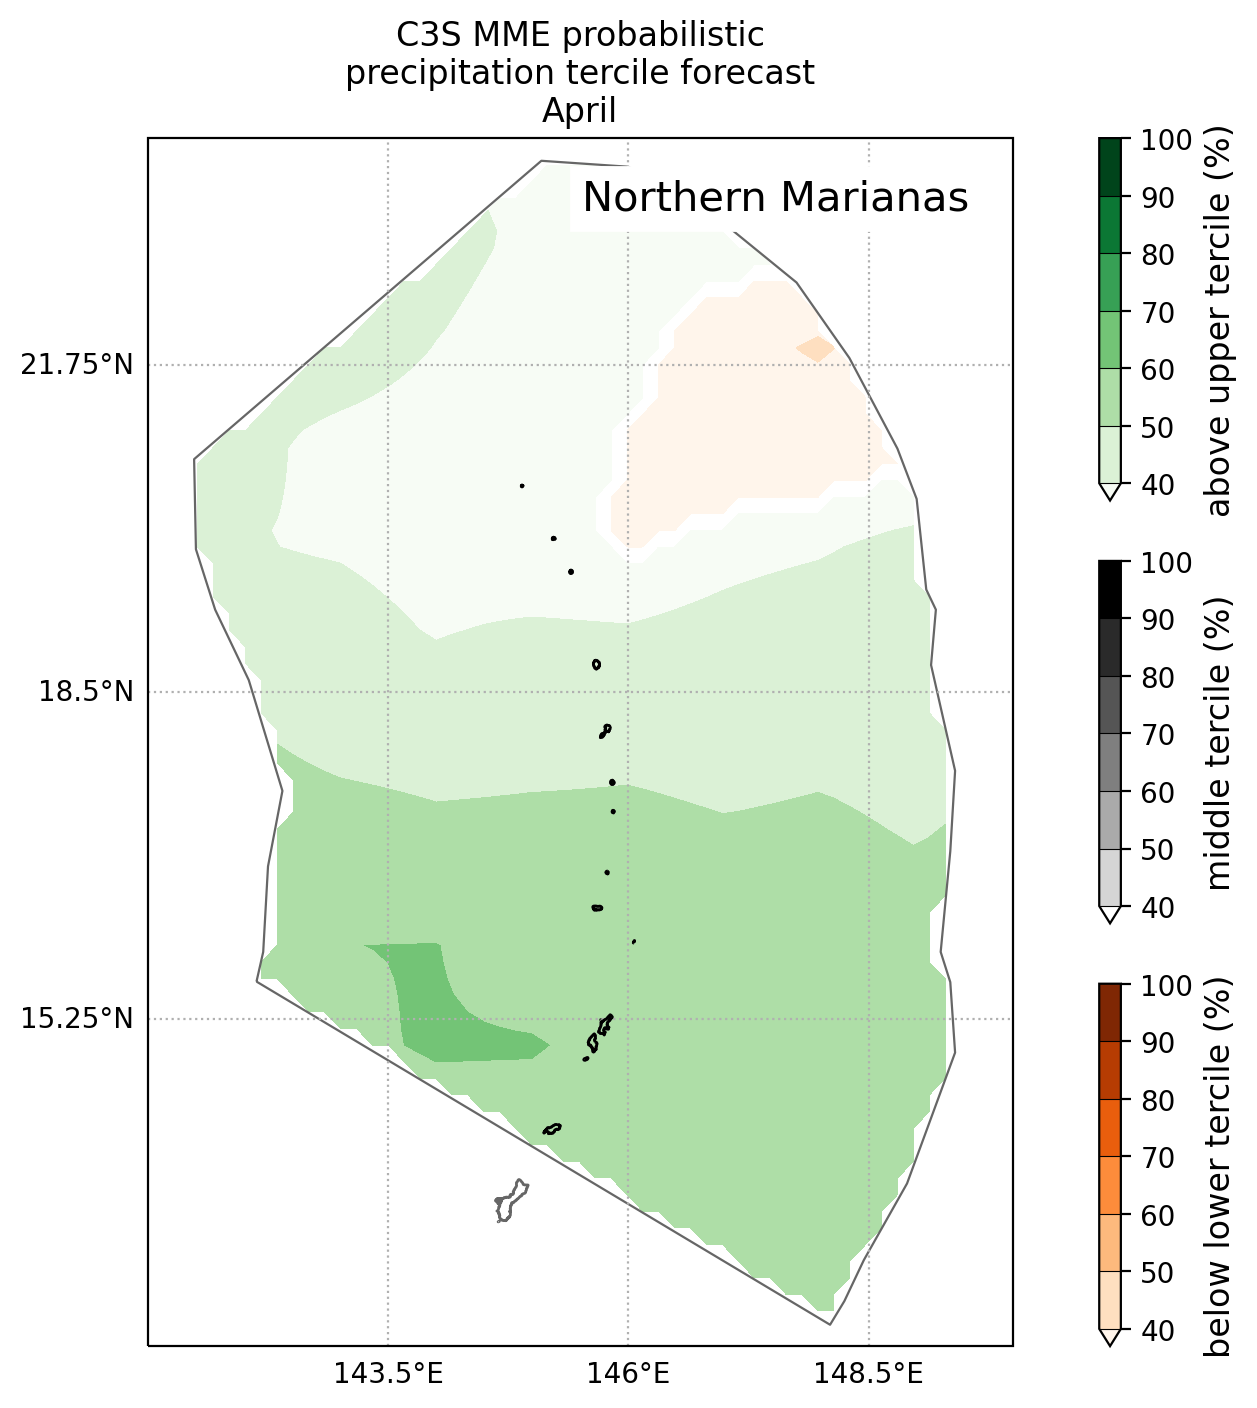 C3S MME probabilistic
precipitation tercile forecast
April
Northern Marianas
21.75°N
18.5°N
15.25°N
143.5°E
146°E
148.5°E
100
90
80
70
60
50
40
above upper tercile (%)
100
90
80
70
60
50
40
middle tercile (%)
100
90
80
70
60
50
40
below lower tercile (%)